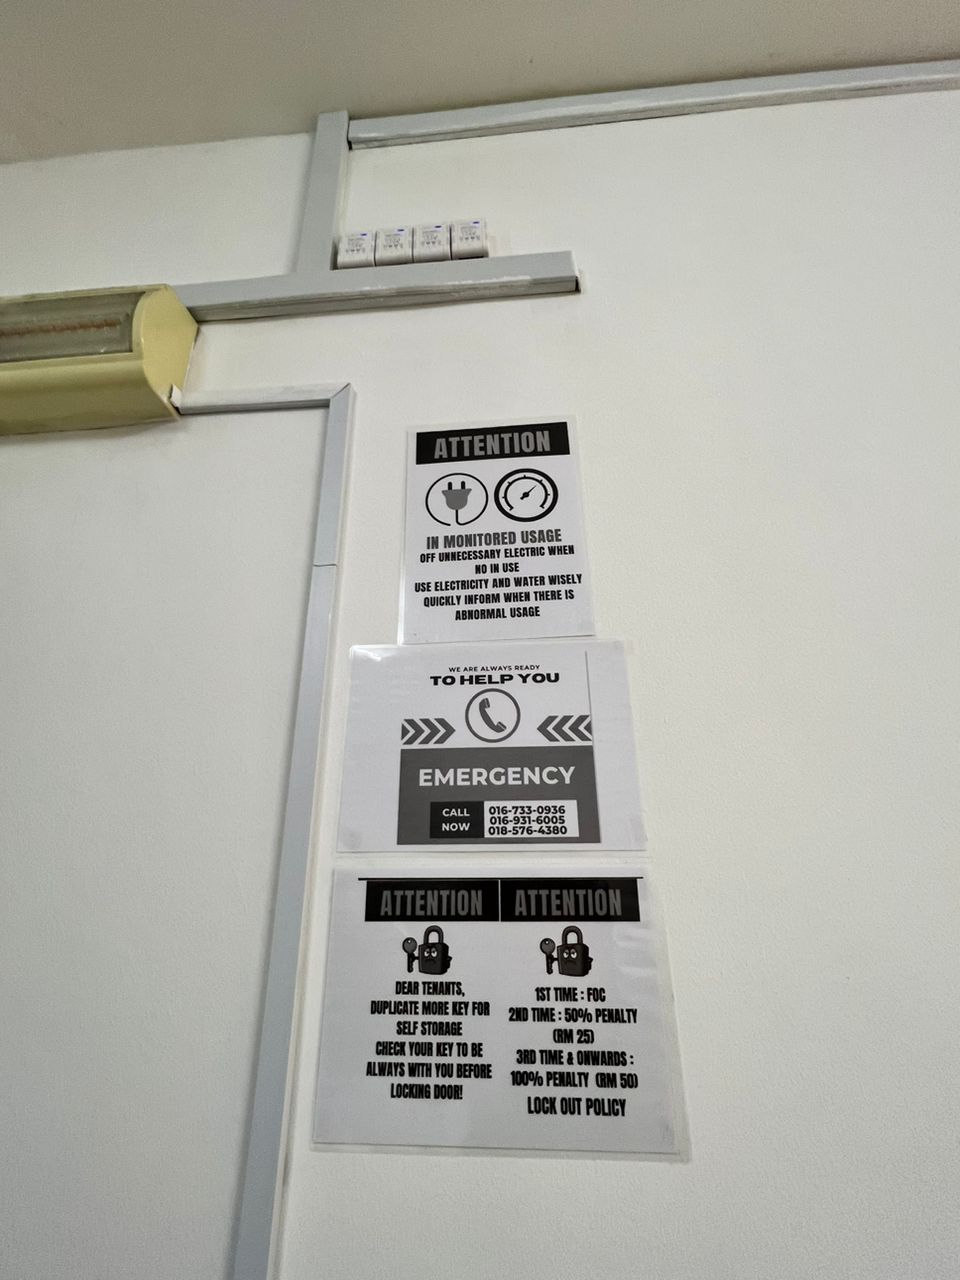 ATTENTION
IN MONITORED USAGE
OFF UNNECESSARY ELECTRIC WHEN
NO IN USE
USE ELECTRICITY AND WATER WISELY
QUICKLY INFORM WHEN THERE IS
ABNORMAL USAGE
WE ARE ALWAYS READY
TO HELP YOU
EMERGENCY
CALL
NOW
016-733-0936
016-931-6005
018-576-4380
ATTENTION
DEAR TENANTS,
DUPLICATE MORE KEY FOR
SELF STORAGE
CHECK YOUR KEY TO BE
ALWAYS WITH YOU BEFORE
LOCKING DOOR!
ATTENTION
1ST TIME : FOC
2ND TIME : 50% PENALTY
(RM 25)
3RD TIME & ONWARDS :
100% PENALTY (RM 50)
LOCK OUT POLICY